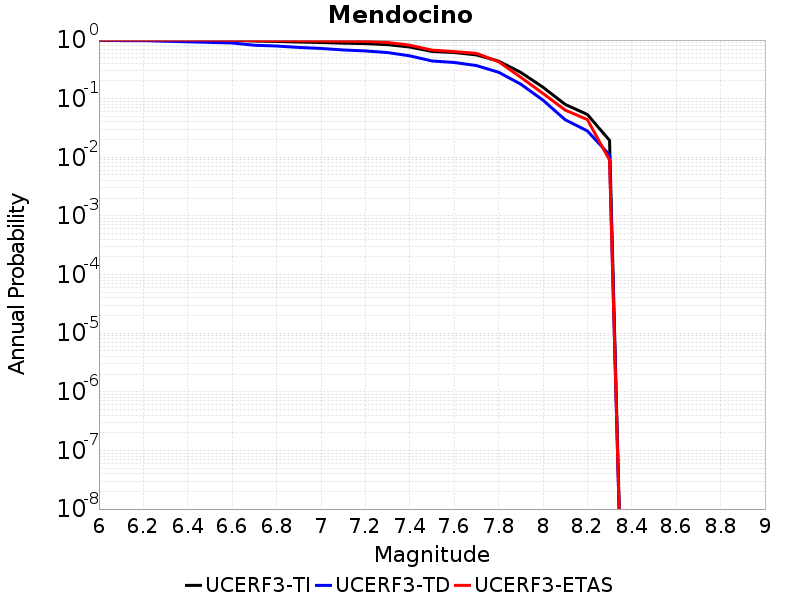 Mendocino
Annual Probability
10^0
10^-1
10^-2
10^-3
10^-4
10^-5
10^-6
10^-7
10^-8
6 6.2 6.4 6.6 6.8 7 7.2 7.4 7.6 7.8 8 8.2 8.4 8.6 8.8 9
Magnitude
UCERF3-TI UCERF3-TD UCERF3-ETAS